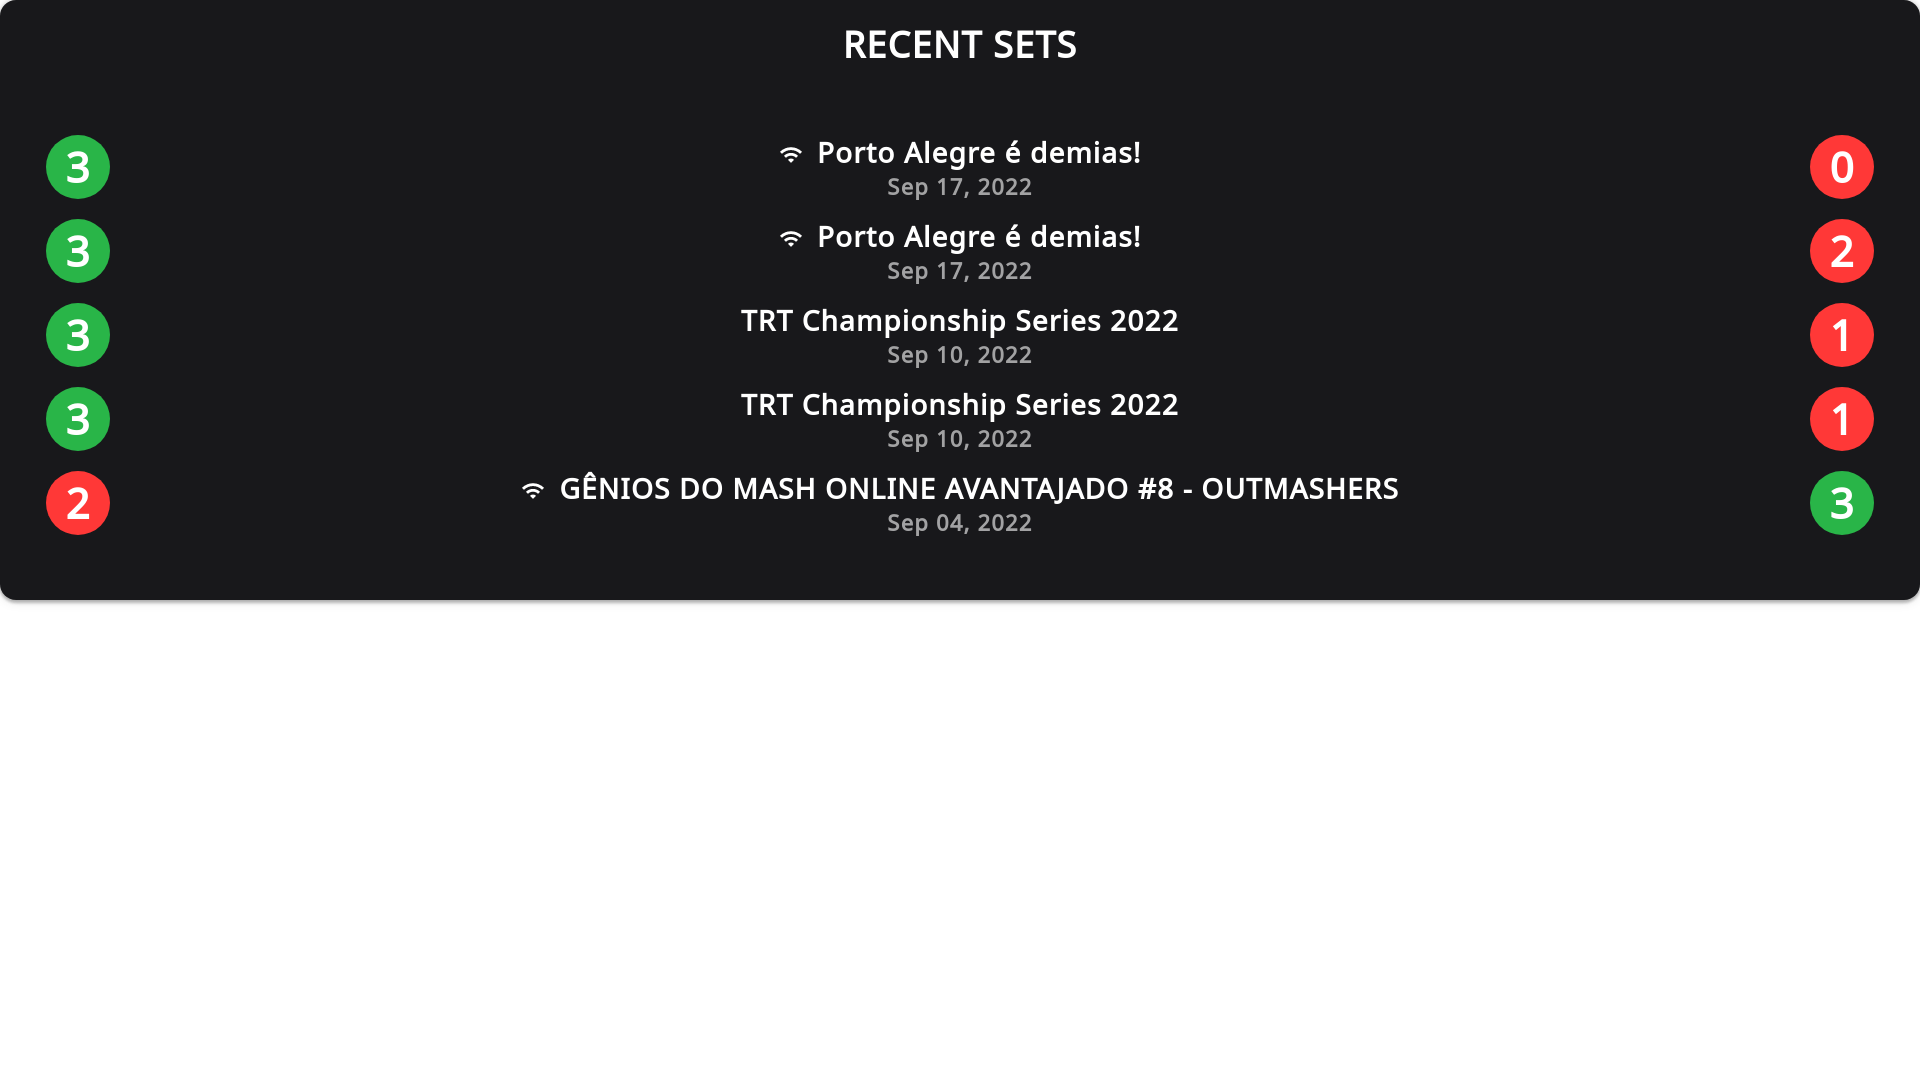 RECENT SETS
3 Porto Alegre é demias! 0
Sep 17, 2022
3 Porto Alegre é demias! 2
Sep 17, 2022
3 TRT Championship Series 2022 1
Sep 10, 2022
3 TRT Championship Series 2022 1
Sep 10, 2022
2 GÊNIOS DO MASH ONLINE AVANTAJADO #8 - OUTMASHERS 3
Sep 04, 2022